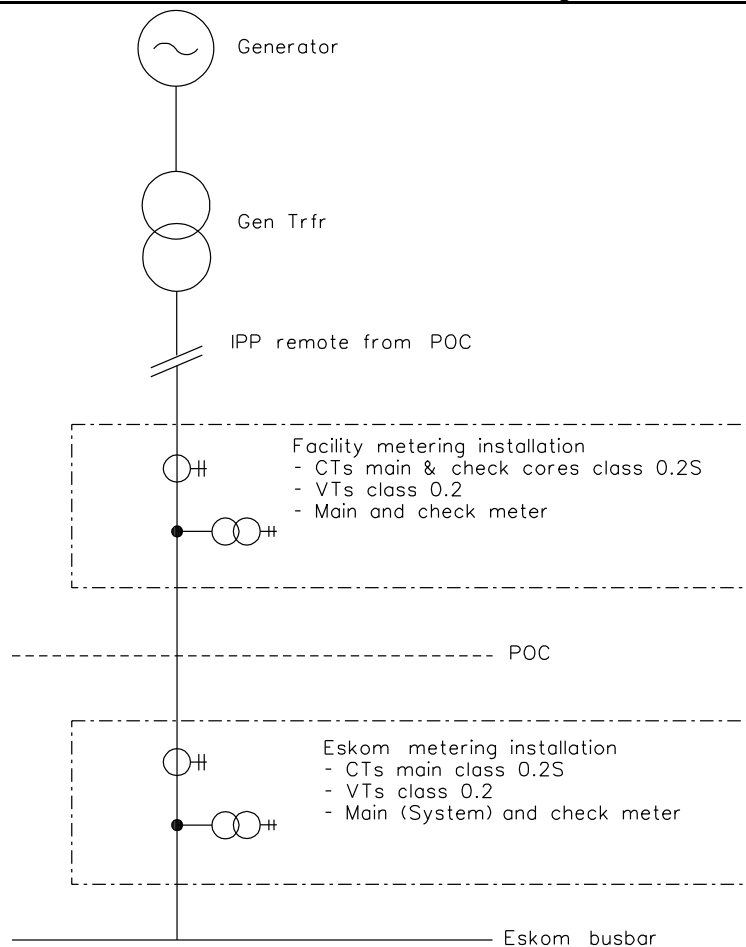 Generator
Gen Trfr
IPP remote from POC
Facility metering installation
- CTs main & check cores class 0.2S
- VTs class 0.2
- Main and check meter
POC
Eskom metering installation
- CTs main class 0.2S
- VTs class 0.2
- Main (System) and check meter
Eskom busbar